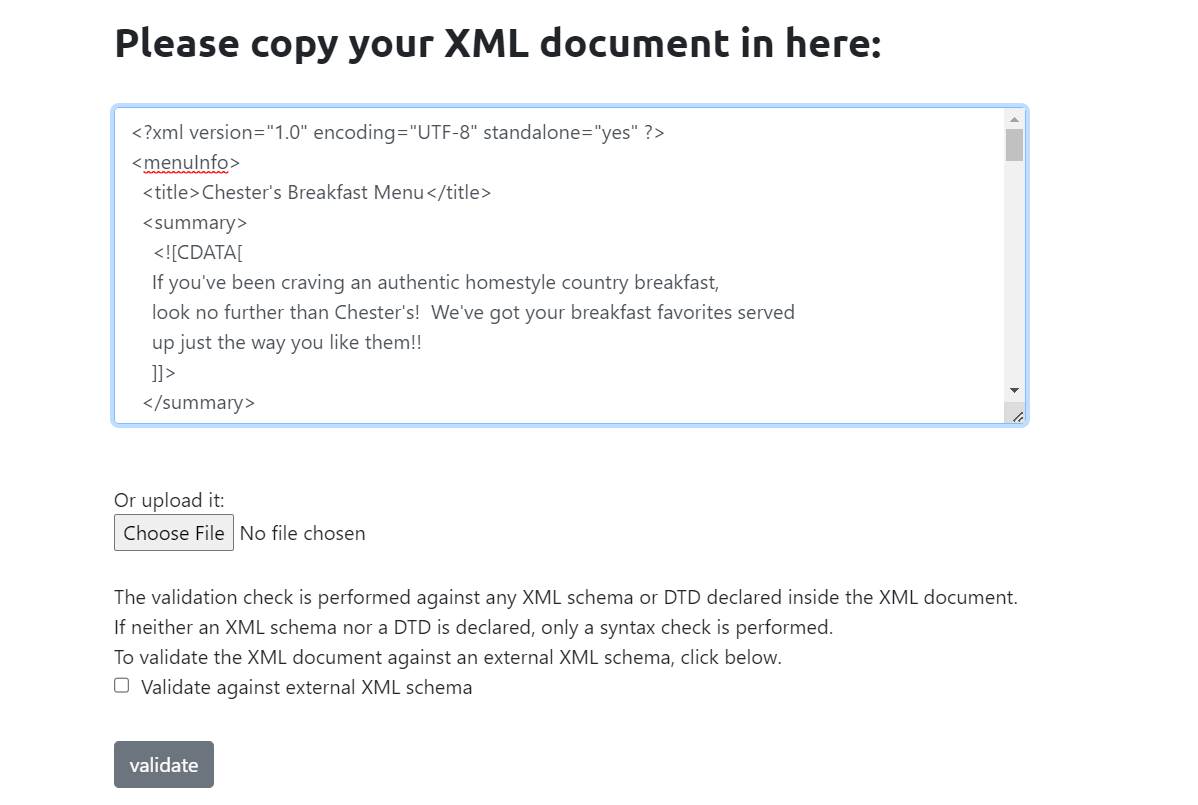 Please copy your XML document in here:
<?xml version="1.0" encoding="UTF-8" standalone="yes" ?>
<menuInfo>
<title>Chester's Breakfast Menu</title>
<summary>
<![CDATA[
If you've been craving an authentic homestyle country breakfast,
look no further than Chester's!  We've got your breakfast favorites served
up just the way you like them!!
]]>
</summary>
Or upload it:
Choose File No file chosen
The validation check is performed against any XML schema or DTD declared inside the XML document.
If neither an XML schema nor a DTD is declared, only a syntax check is performed.
To validate the XML document against an external XML schema, click below.
Validate against external XML schema
validate